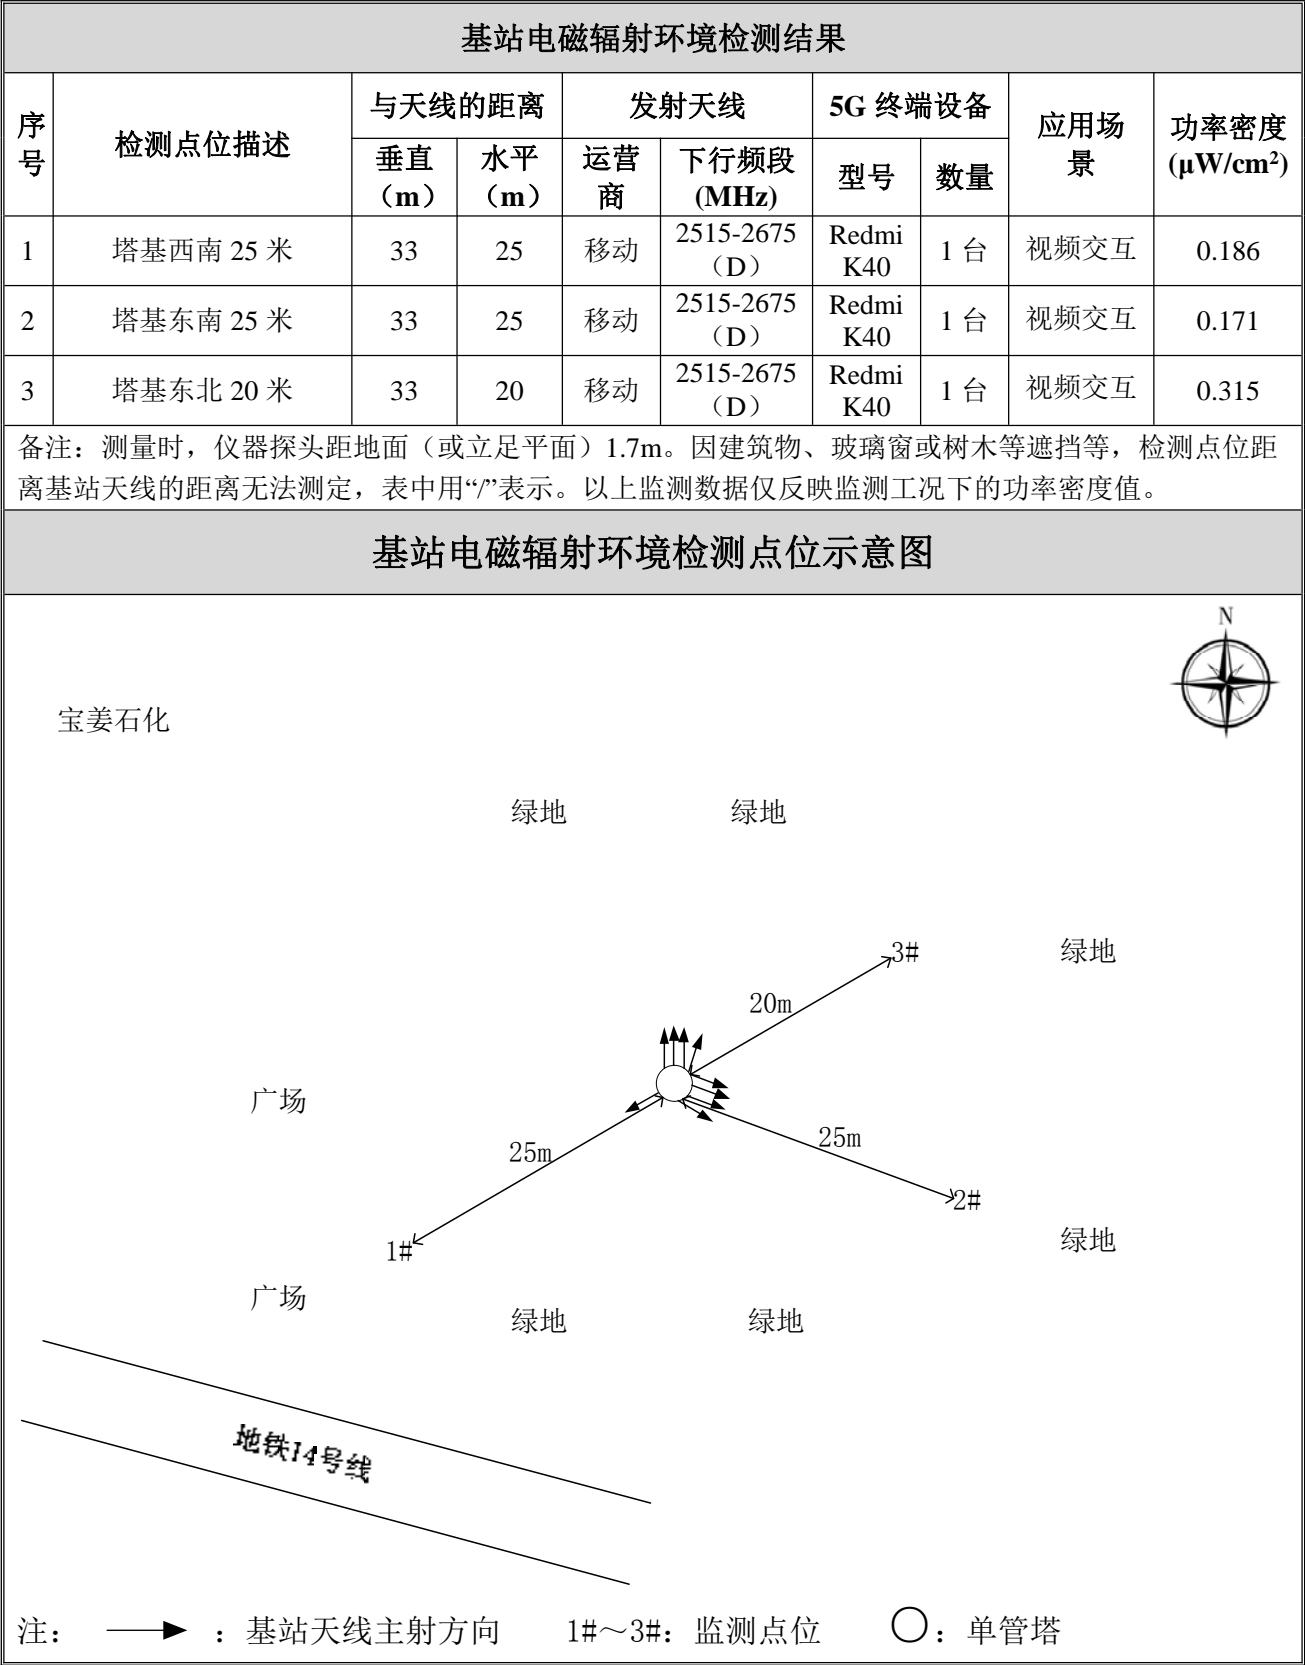 基站电磁辐射环境检测结果
序号 检测点位描述 与天线的距离 发射天线 5G 终端设备 应用场景 功率密度(μW/cm²)
垂直（m） 水平（m） 运营商 下行频段(MHz) 型号 数量
1 塔基西南 25 米 33 25 移动 2515-2675（D） Redmi K40 1 台 视频交互 0.186
2 塔基东南 25 米 33 25 移动 2515-2675（D） Redmi K40 1 台 视频交互 0.171
3 塔基东北 20 米 33 20 移动 2515-2675（D） Redmi K40 1 台 视频交互 0.315
备注：测量时，仪器探头距地面（或立足平面）1.7m。因建筑物、玻璃窗或树木等遮挡等，检测点位距
离基站天线的距离无法测定，表中用“/”表示。以上监测数据仅反映监测工况下的功率密度值。
基站电磁辐射环境检测点位示意图
N
宝姜石化
绿地 绿地
3# 绿地
20m
广场
25m 25m
2#
1# 绿地
广场
绿地 绿地
地铁14号线
注： ：基站天线主射方向 1#～3#：监测点位 ：单管塔